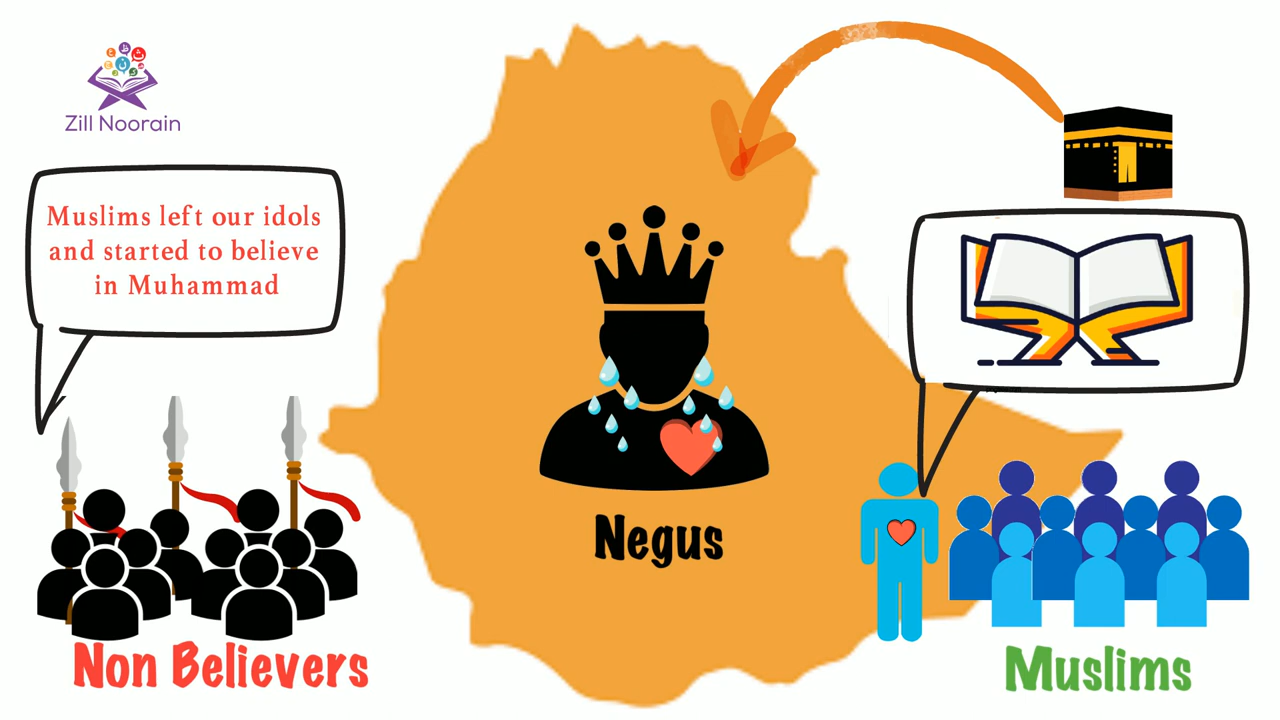 Zill Noorain
Muslims left our idols
and started to believe
in Muhammad
Negus
Non Believers
Muslims